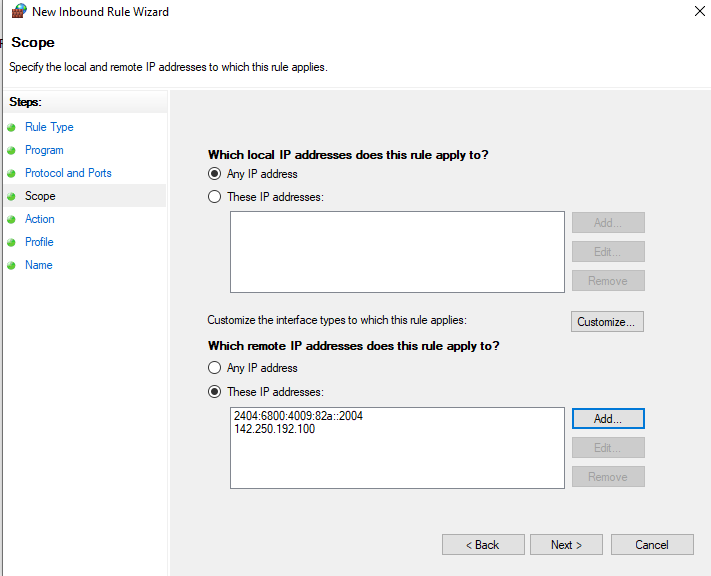 New Inbound Rule Wizard
Scope
Specify the local and remote IP addresses to which this rule applies.
Steps:
Rule Type
Program
Protocol and Ports
Scope
Action
Profile
Name
Which local IP addresses does this rule apply to?
Any IP address
These IP addresses:
Add...
Edit...
Remove
Customize the interface types to which this rule applies:
Customize...
Which remote IP addresses does this rule apply to?
Any IP address
These IP addresses:
2404:6800:4009:82a::2004
142.250.192.100
Add...
Edit...
Remove
< Back
Next >
Cancel